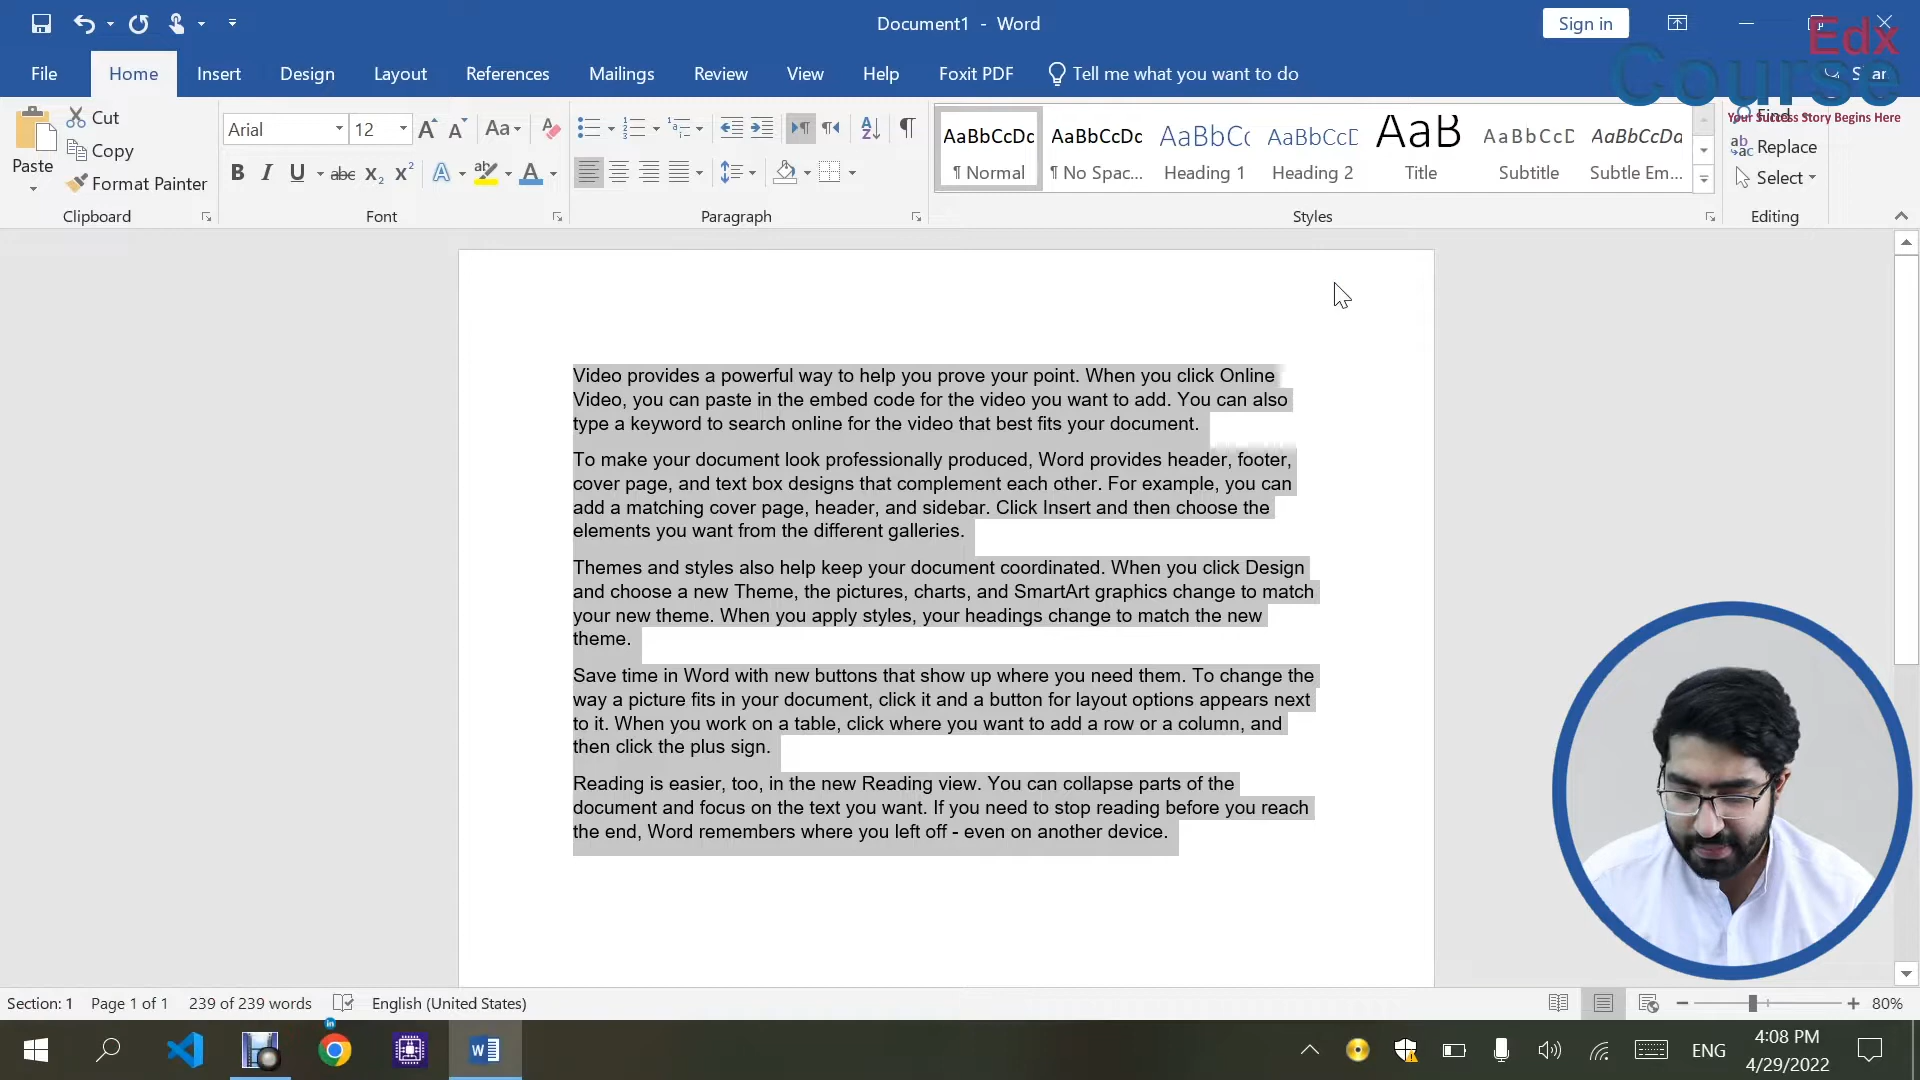 Document1 - Word
Sign in
Edx
Course
Your Success Story Begins Here
File Home Insert Design Layout References Mailings Review View Help Foxit PDF Tell me what you want to do
Paste
Cut
Copy
Format Painter
Clipboard
Arial 12
Font
Paragraph
AaBbCcDc AaBbCcDc AaBbCc AaBbCcD AaB AaBbCcD AaBbCcDa
¶ Normal ¶ No Spac... Heading 1 Heading 2 Title Subtitle Subtle Em...
Styles
Replace
Select
Editing
Video provides a powerful way to help you prove your point. When you click Online
Video, you can paste in the embed code for the video you want to add. You can also
type a keyword to search online for the video that best fits your document.
To make your document look professionally produced, Word provides header, footer,
cover page, and text box designs that complement each other. For example, you can
add a matching cover page, header, and sidebar. Click Insert and then choose the
elements you want from the different galleries.
Themes and styles also help keep your document coordinated. When you click Design
and choose a new Theme, the pictures, charts, and SmartArt graphics change to match
your new theme. When you apply styles, your headings change to match the new
theme.
Save time in Word with new buttons that show up where you need them. To change the
way a picture fits in your document, click it and a button for layout options appears next
to it. When you work on a table, click where you want to add a row or a column, and
then click the plus sign.
Reading is easier, too, in the new Reading view. You can collapse parts of the
document and focus on the text you want. If you need to stop reading before you reach
the end, Word remembers where you left off - even on another device.
Section: 1 Page 1 of 1 239 of 239 words English (United States) 80%
ENG
4:08 PM
4/29/2022